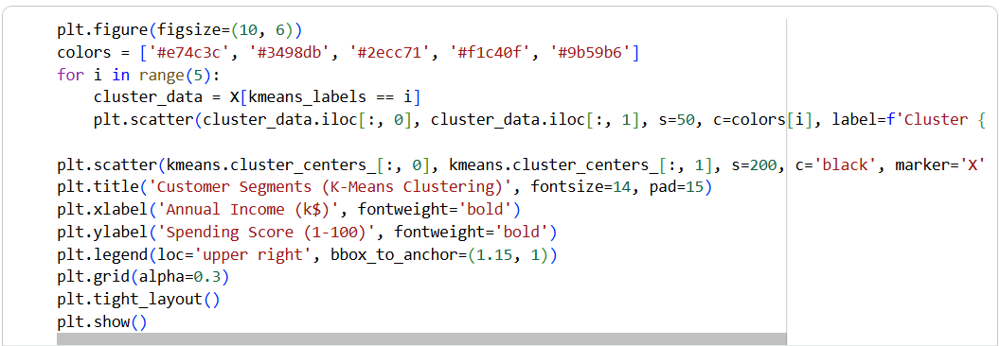 plt.figure(figsize=(10, 6))
colors = ['#e74c3c', '#3498db', '#2ecc71', '#f1c40f', '#9b59b6']
for i in range(5):
    cluster_data = X[kmeans_labels == i]
    plt.scatter(cluster_data.iloc[:, 0], cluster_data.iloc[:, 1], s=50, c=colors[i], label=f'Cluster {
plt.scatter(kmeans.cluster_centers_[:, 0], kmeans.cluster_centers_[:, 1], s=200, c='black', marker='X'
plt.title('Customer Segments (K-Means Clustering)', fontsize=14, pad=15)
plt.xlabel('Annual Income (k$)', fontweight='bold')
plt.ylabel('Spending Score (1-100)', fontweight='bold')
plt.legend(loc='upper right', bbox_to_anchor=(1.15, 1))
plt.grid(alpha=0.3)
plt.tight_layout()
plt.show()